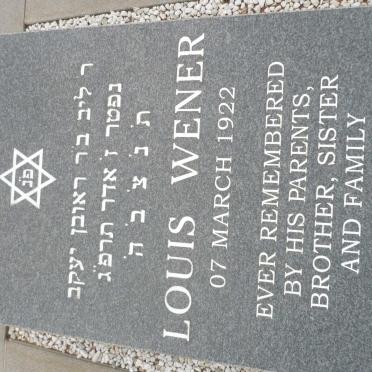 פ״נ
ר ליב בר ראובן יעקב
נפטר ז׳אדר תרפ״ג
ת׳ נ׳ צ׳ ב׳ ה׳
LOUIS WENER
07 MARCH 1922
EVER REMEMBERED
BY HIS PARENTS,
BROTHER, SISTER
AND FAMILY